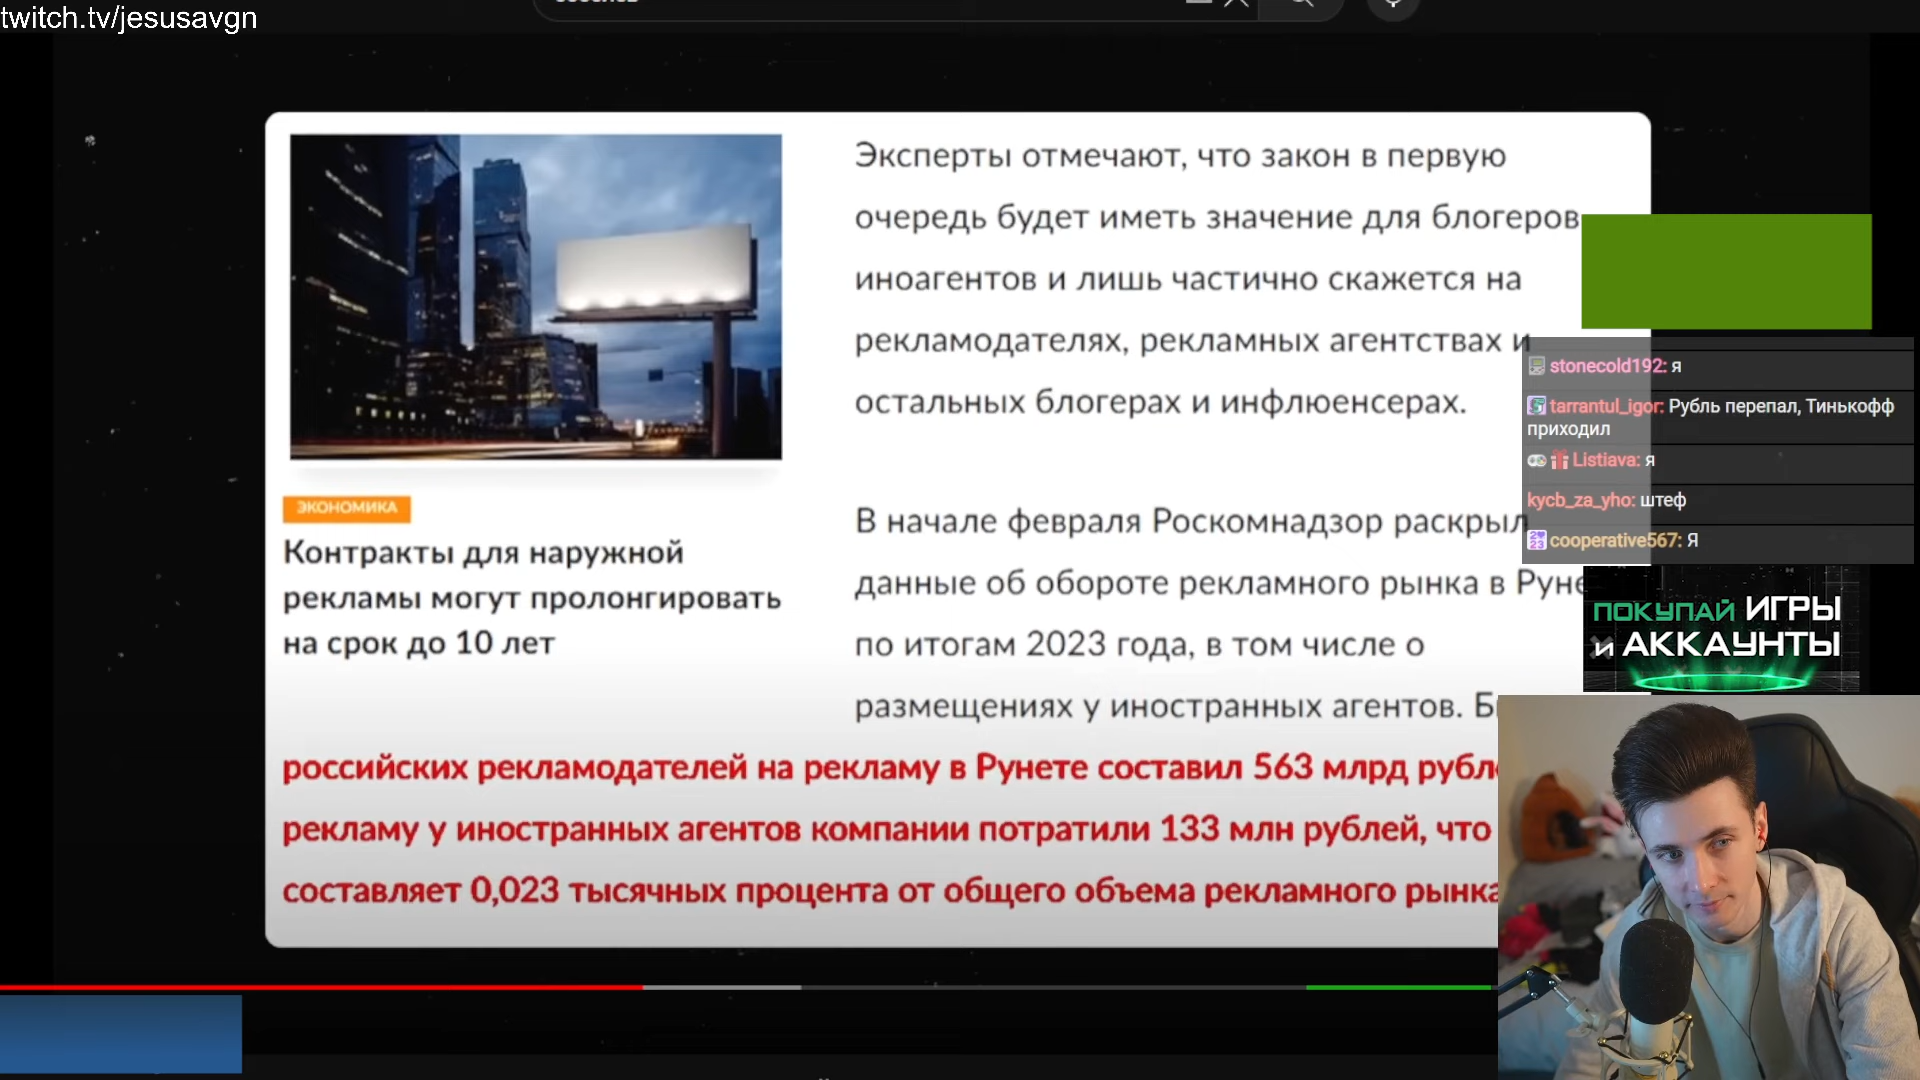 twitch.tv/jesusavgn
Эксперты отмечают, что закон в первую
очередь будет иметь значение для блогеров
иноагентов и лишь частично скажется на
рекламодателях, рекламных агентствах и
остальных блогерах и инфлюенсерах.
В начале февраля Роскомнадзор раскрыл
данные об обороте рекламного рынка в Руне
по итогам 2023 года, в том числе о
размещениях у иностранных агентов.
ЭКОНОМИКА
Контракты для наружной
рекламы могут пролонгировать
на срок до 10 лет
российских рекламодателей на рекламу в Рунете составил 563 млрд рубл
рекламу у иностранных агентов компании потратили 133 млн рублей, что
составляет 0,023 тысячных процента от общего объема рекламного рынка
stonecold192: я
tarrantul_igor: Рубль перепал, Тинькофф
приходил
Listiava: я
kycb_za_yho: штеф
cooperative567: Я
ПОКУПАЙ ИГРЫ
и АККАУНТЫ